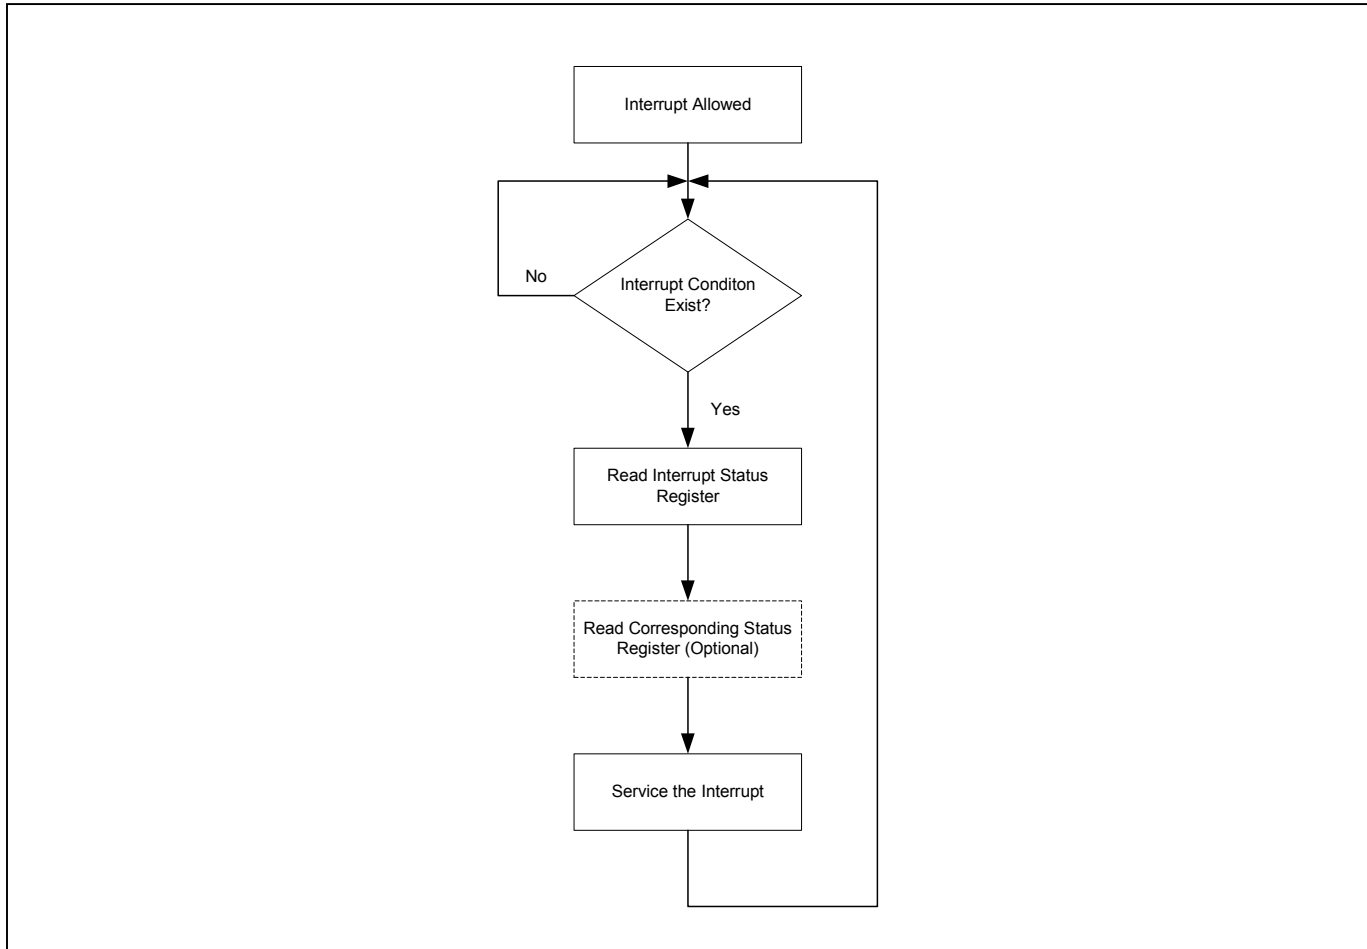 Interrupt Allowed
Interrupt Conditon
Exist?
No
Yes
Read Interrupt Status
Register
Read Corresponding Status
Register (Optional)
Service the Interrupt